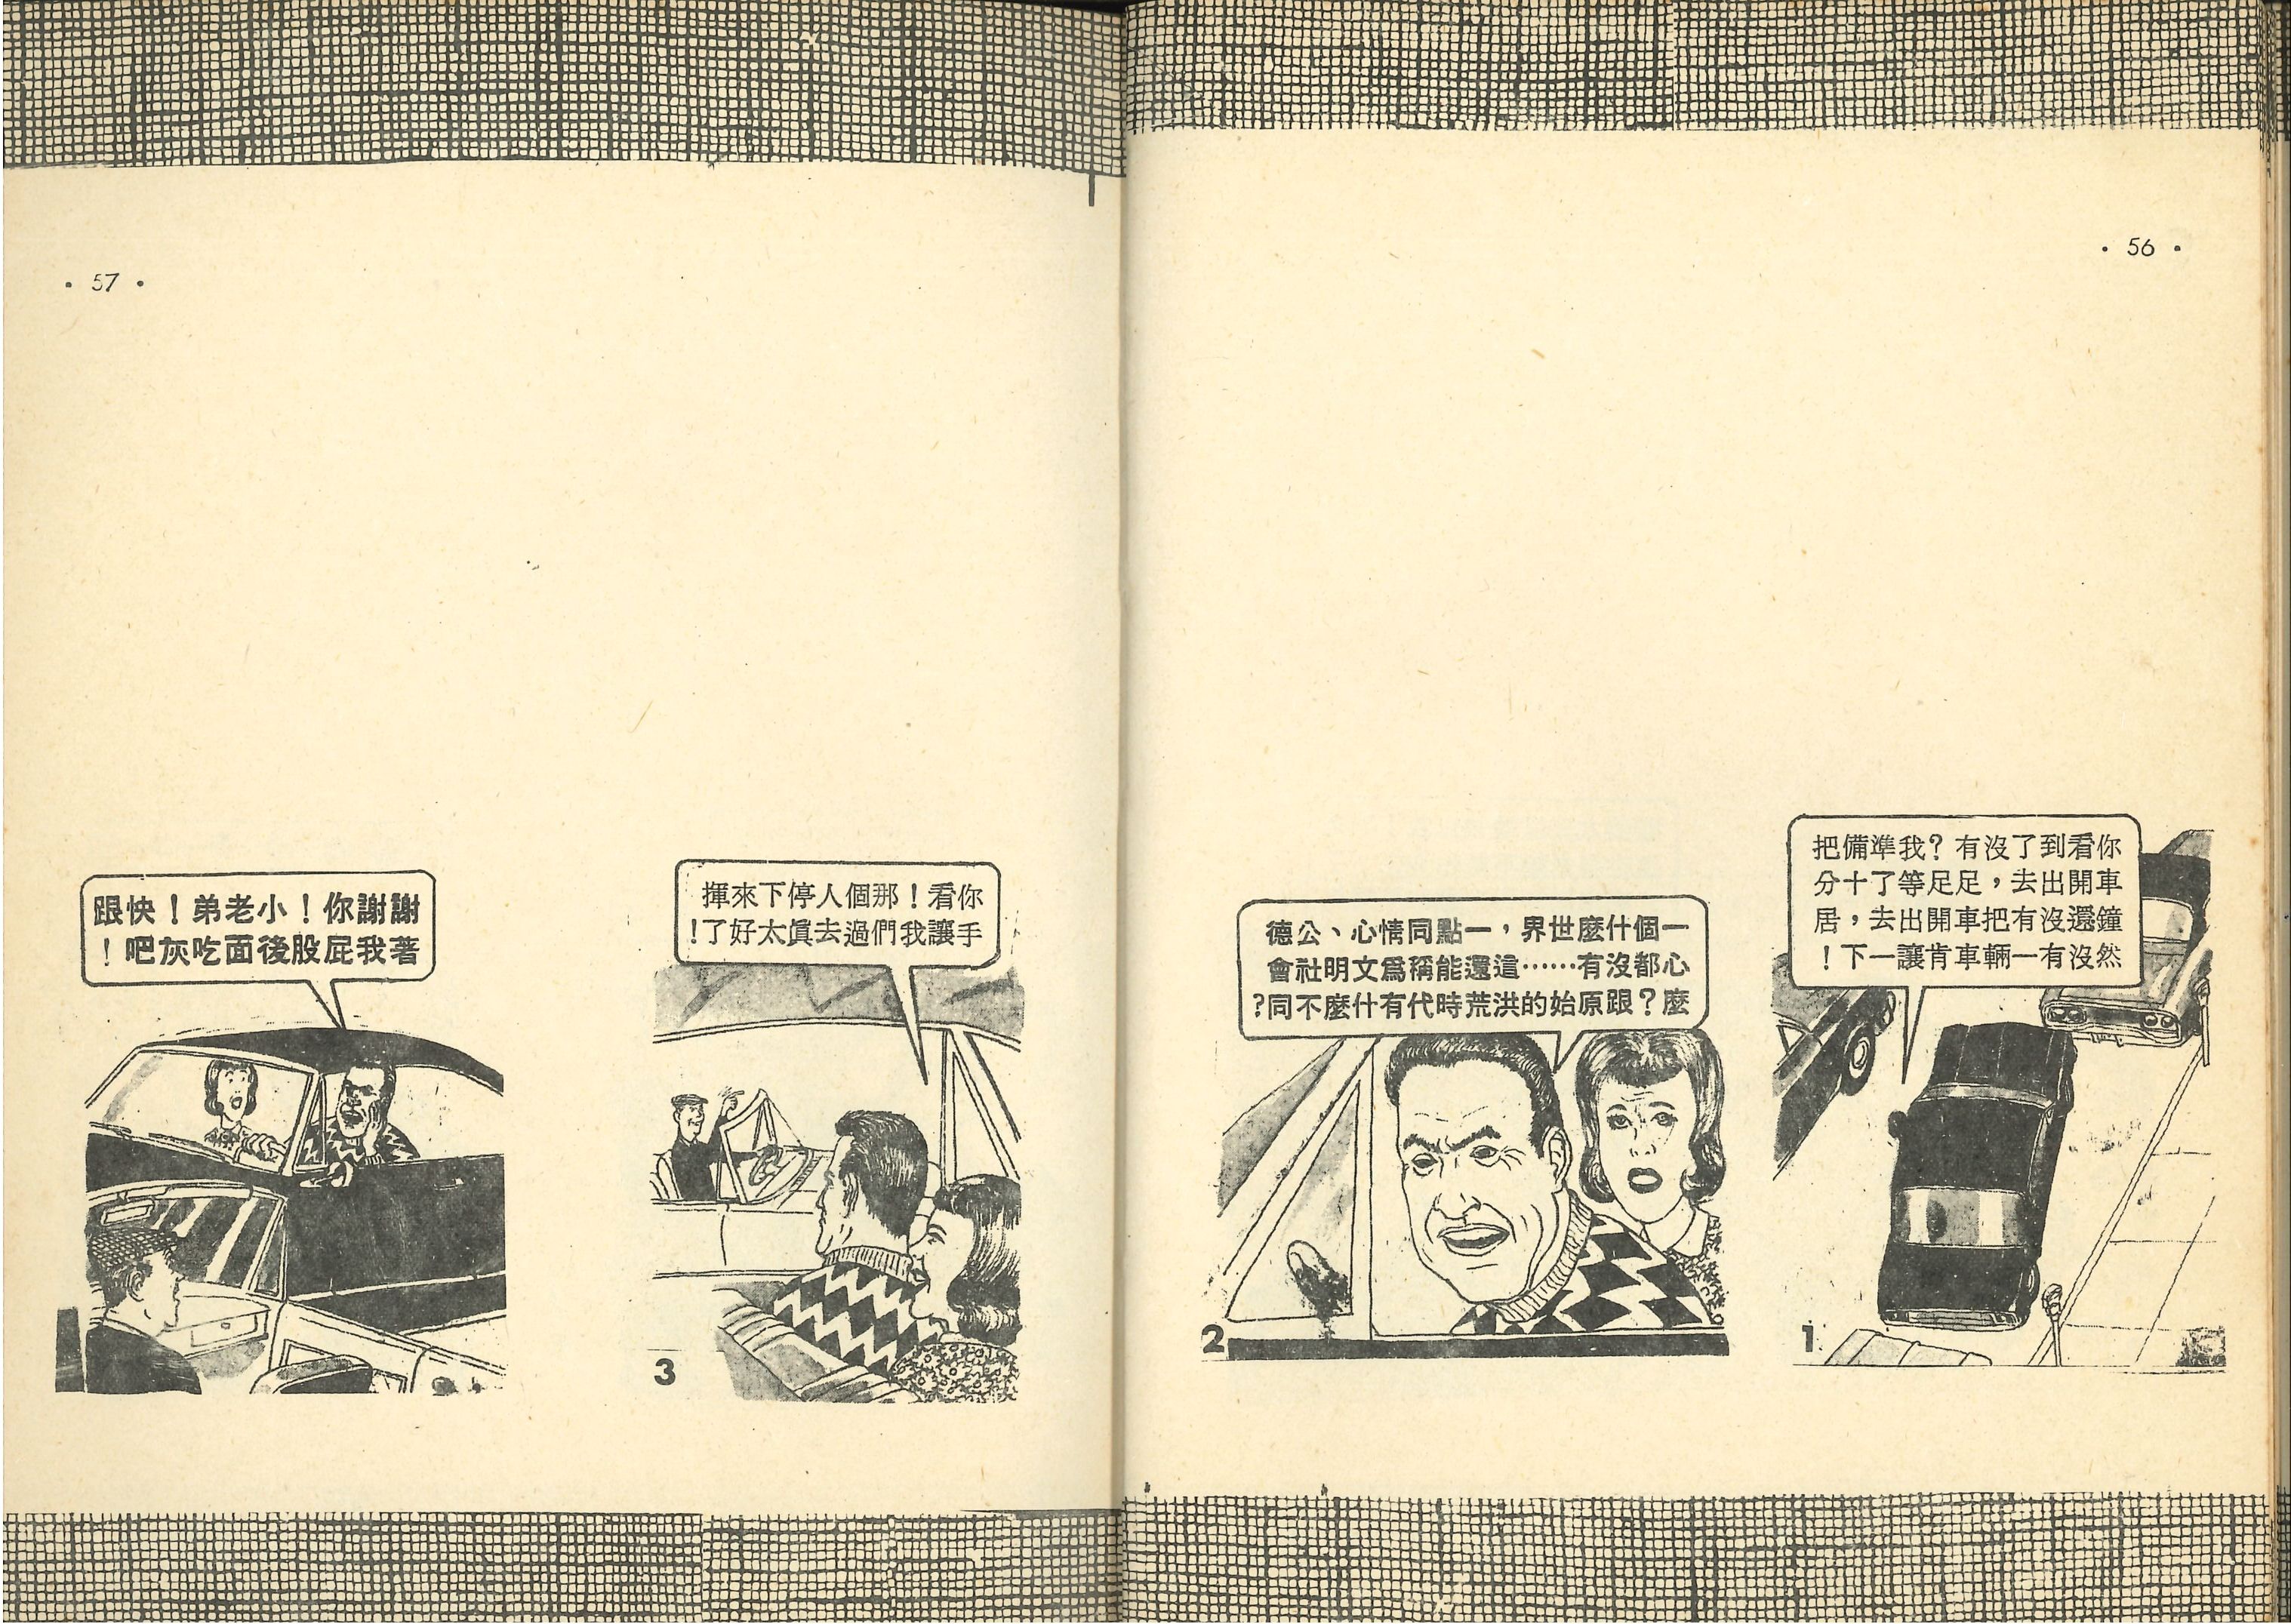 · 56 ·
你看到了沒有？我準備把
車開出去，足足等了十分
鐘還沒有把車開出去，居
然沒有一輛車肯讓一下！
1
一個什麼世界，一點同情心、公德
心都沒有……這還能稱爲文明社會
麼？跟原始的洪荒時代有什麼不同？
2
· 57 ·
你看！那個人停下來揮
手讓我們過去眞太好了！
3
謝謝你！小老弟！快跟
著我屁股後面吃灰吧！